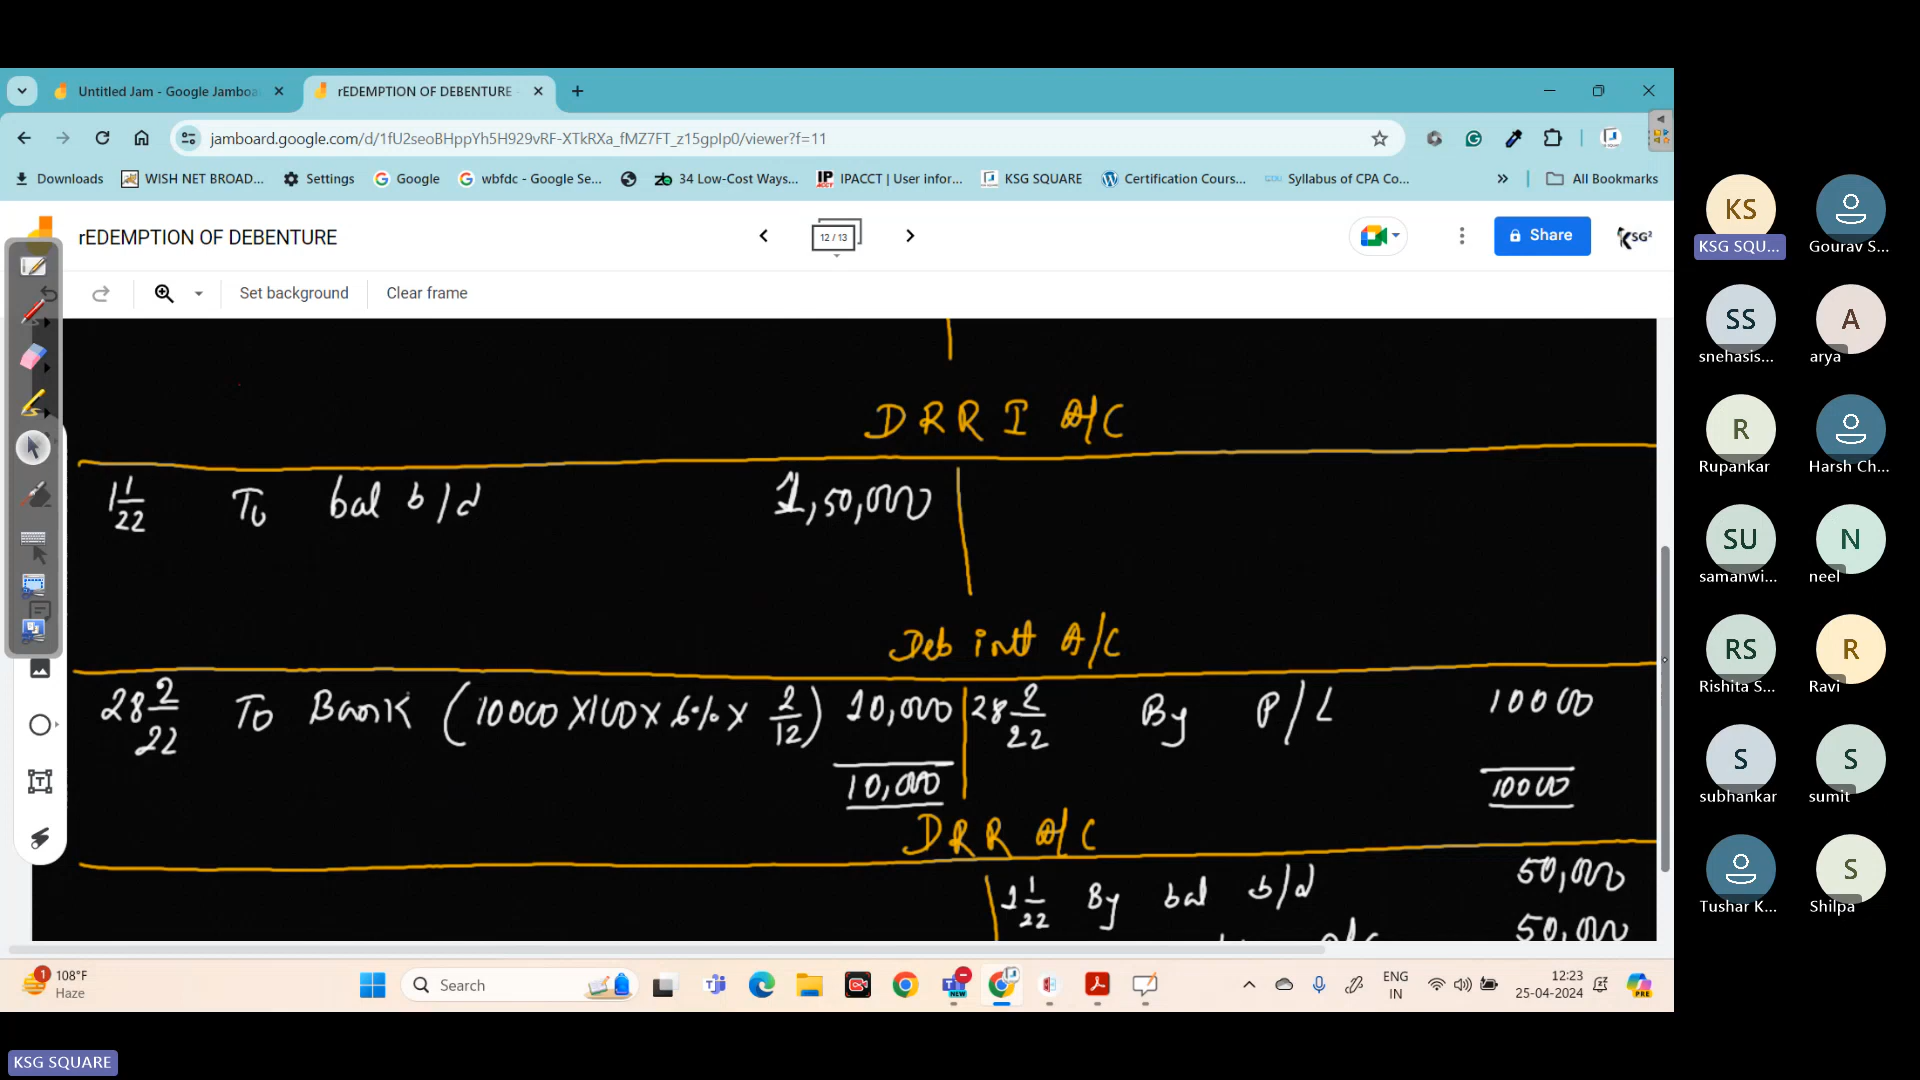 Untitled Jam - Google Jamboa
rEDEMPTION OF DEBENTURE -
jamboard.google.com/d/1fU2seoBHppYh5H929vRF-XTkRXa_fMZ7FT_z15gpIp0/viewer?f=11
Downloads WISH NET BROAD... Settings Google wbfdc - Google Se... 34 Low-Cost Ways... IPACCT | User infor... KSG SQUARE Certification Cours... Syllabus of CPA Co... » All Bookmarks
rEDEMPTION OF DEBENTURE 12 / 13 Share KSG²
Set background Clear frame
DRRI A/C
1 1/22 To bal b/d 1,50,000
Deb intt A/C
28 2/22 To Bank (10000 X100 X 6% X 2/12) 10,000 28 2/22 By P/L 10000
10,000 10000
DRR A/C
1 1/22 By bal b/d 50,000
50,000
KS
KSG SQU...
Gourav S...
SS
snehasis...
A
arya
R
Rupankar
Harsh Ch...
SU
samanwi...
N
neel
RS
Rishita S...
R
Ravi
S
subhankar
S
sumit
Tushar K...
S
Shilpa
1
108°F
Haze
Search
NEW
ENG
IN
12:23
25-04-2024
PRE
KSG SQUARE